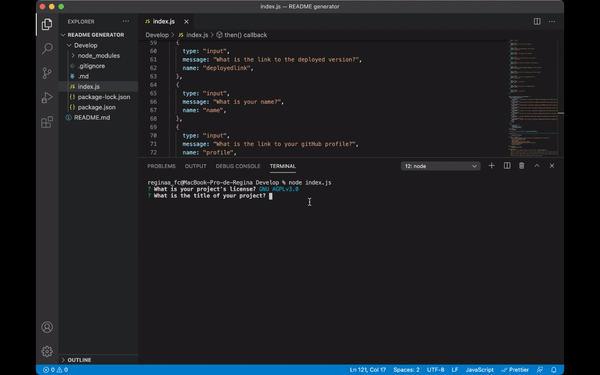 index.js — README generator
EXPLORER
README GENERATOR
Develop
node_modules
.gitignore
.md
index.js
package-lock.json
package.json
README.md
OUTLINE
index.js
Develop > index.js > then() callback
59 {
60 type: "input",
61 message: "What is the link to the deployed version?",
62 name: "deployedlink",
63 },
64 {
65 type: "input",
66 message: "What is your name?",
67 name: "name",
68 },
69 {
70 type: "input",
71 message: "What is the link to your gitHub profile?",
72 name: "profile",
PROBLEMS OUTPUT DEBUG CONSOLE TERMINAL 12: node
reginaa_fc@MacBook-Pro-de-Regina Develop % node index.js
? What is your project's license? GNU AGPLv3.0
? What is the title of your project?
0 0 Ln 121, Col 17 Spaces: 2 UTF-8 LF JavaScript Prettier